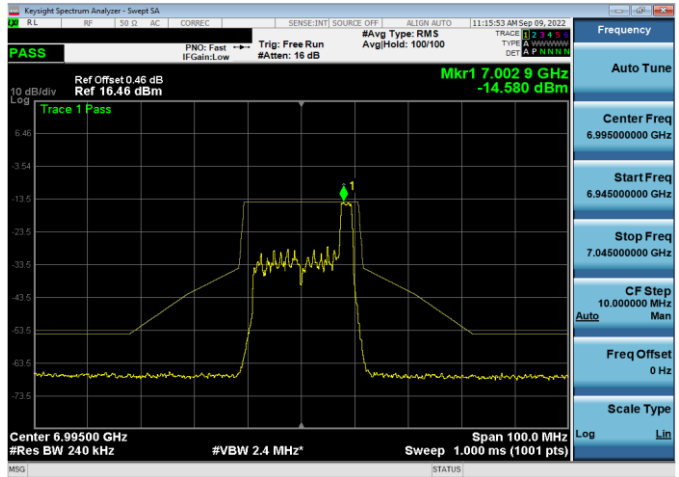 Keysight Spectrum Analyzer - Swept SA
RL RF 50 Ω AC CORREC SENSE:INT SOURCE OFF ALIGN AUTO 11:15:53 AM Sep 09, 2022
Frequency
#Avg Type: RMS TRACE 1 2 3 4 5 6
PNO: Fast Trig: Free Run Avg|Hold: 100/100 TYPE A WWWWW
PASS IFGain:Low #Atten: 16 dB DET A P N N N N
Auto Tune
Ref Offset 0.46 dB Mkr1 7.002 9 GHz
10 dB/div Ref 16.46 dBm -14.580 dBm
Log
Trace 1 Pass
Center Freq
6.995000000 GHz
6.46
-3.54
Start Freq
6.945000000 GHz
1
-13.5
-23.5
Stop Freq
7.045000000 GHz
-33.5
-43.5
CF Step
10.000000 MHz
Auto Man
-53.5
-63.5
Freq Offset
0 Hz
-73.5
Scale Type
Log Lin
Center 6.99500 GHz Span 100.0 MHz
#Res BW 240 kHz #VBW 2.4 MHz* Sweep 1.000 ms (1001 pts)
MSG STATUS